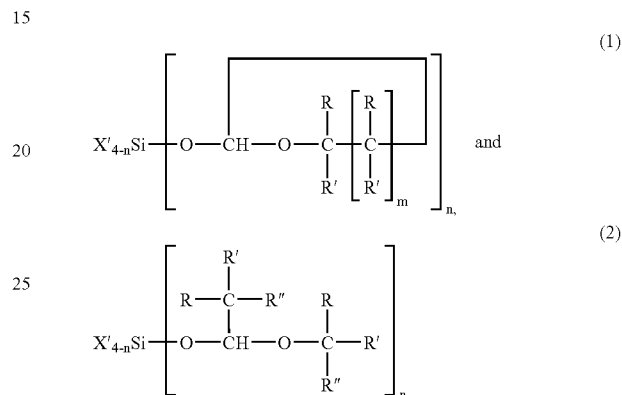 15
(1)
R R
X'4-nSi—O—CH—O—C—C and
20
R' R'
m
n,
(2)
25
R'
R—C—R" R
X'4-nSi—O—CH—O—C—R'
R"
n